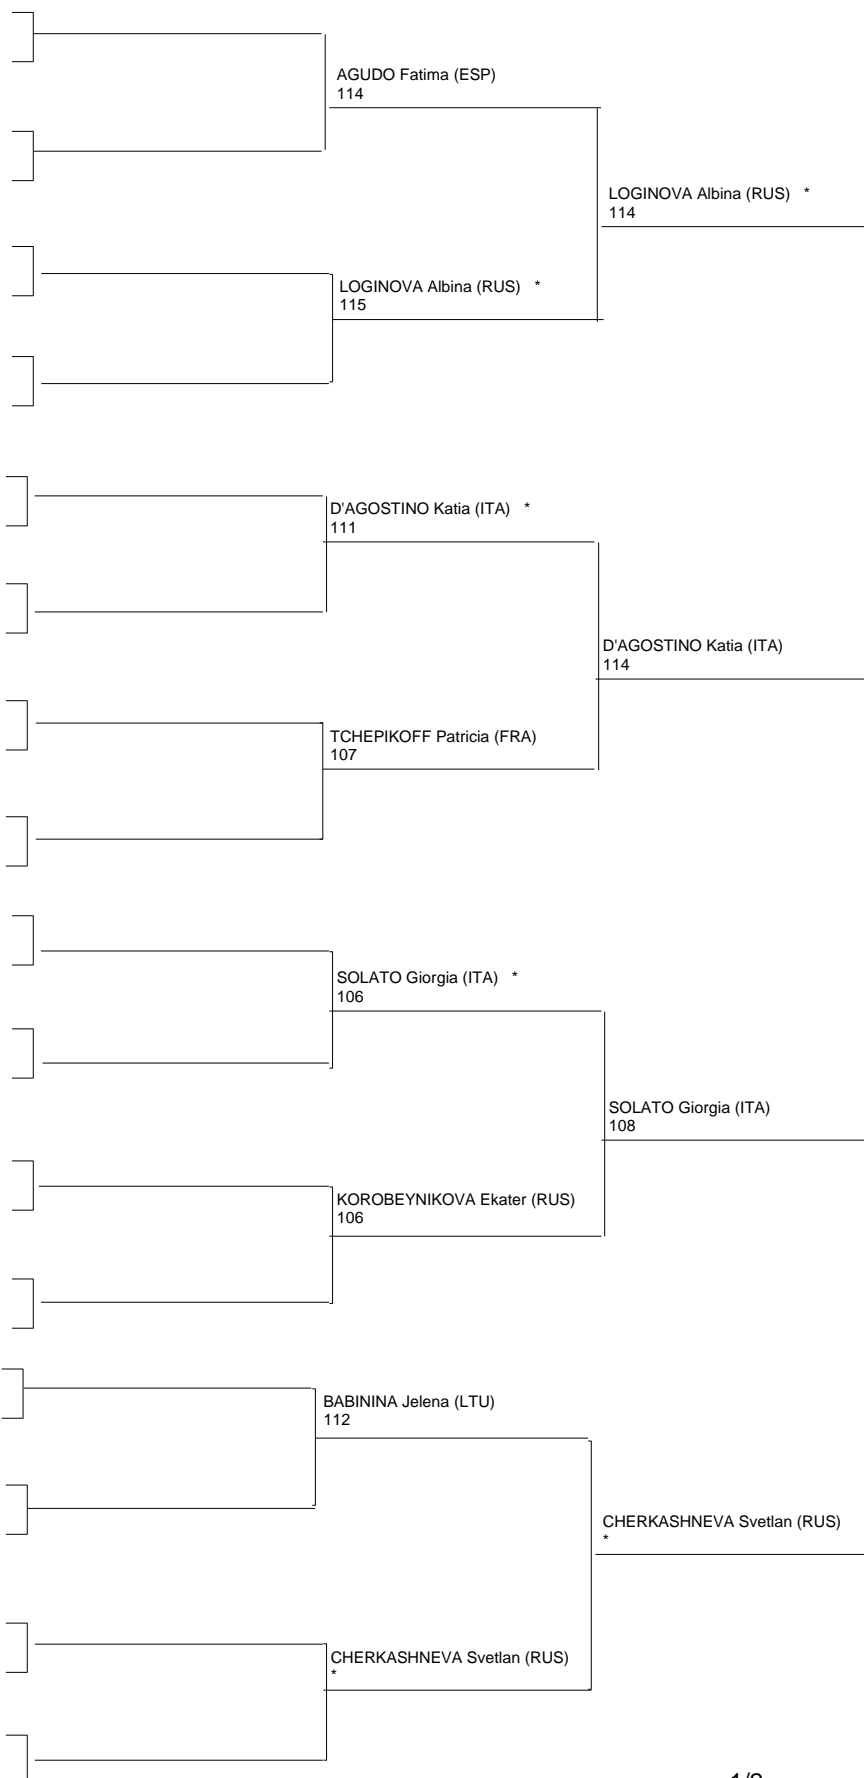 AGUDO Fatima (ESP)
114
LOGINOVA Albina (RUS) *
114
LOGINOVA Albina (RUS) *
115
D'AGOSTINO Katia (ITA) *
111
D'AGOSTINO Katia (ITA)
114
TCHEPIKOFF Patricia (FRA)
107
SOLATO Giorgia (ITA) *
106
SOLATO Giorgia (ITA)
108
KOROBEYNIKOVA Ekater (RUS)
106
BABININA Jelena (LTU)
112
CHERKASHNEVA Svetlan (RUS)
*
CHERKASHNEVA Svetlan (RUS)
*